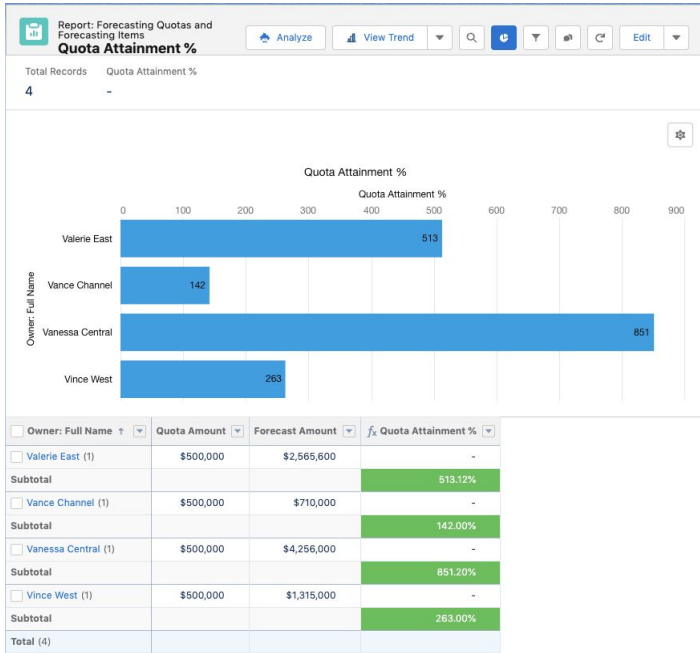 Report: Forecasting Quotas and
Forecasting Items
Quota Attainment %
Analyze
View Trend
Edit
Total Records Quota Attainment %
4 -
Quota Attainment %
Quota Attainment %
0 100 200 300 400 500 600 700 800 900
Owner: Full Name
Valerie East 513
Vance Channel 142
Vanessa Central 851
Vince West 263
Owner: Full Name ↑ Quota Amount Forecast Amount fx Quota Attainment %
Valerie East (1) $500,000 $2,565,600 -
Subtotal 513.12%
Vance Channel (1) $500,000 $710,000 -
Subtotal 142.00%
Vanessa Central (1) $500,000 $4,256,000 -
Subtotal 851.20%
Vince West (1) $500,000 $1,315,000 -
Subtotal 263.00%
Total (4)